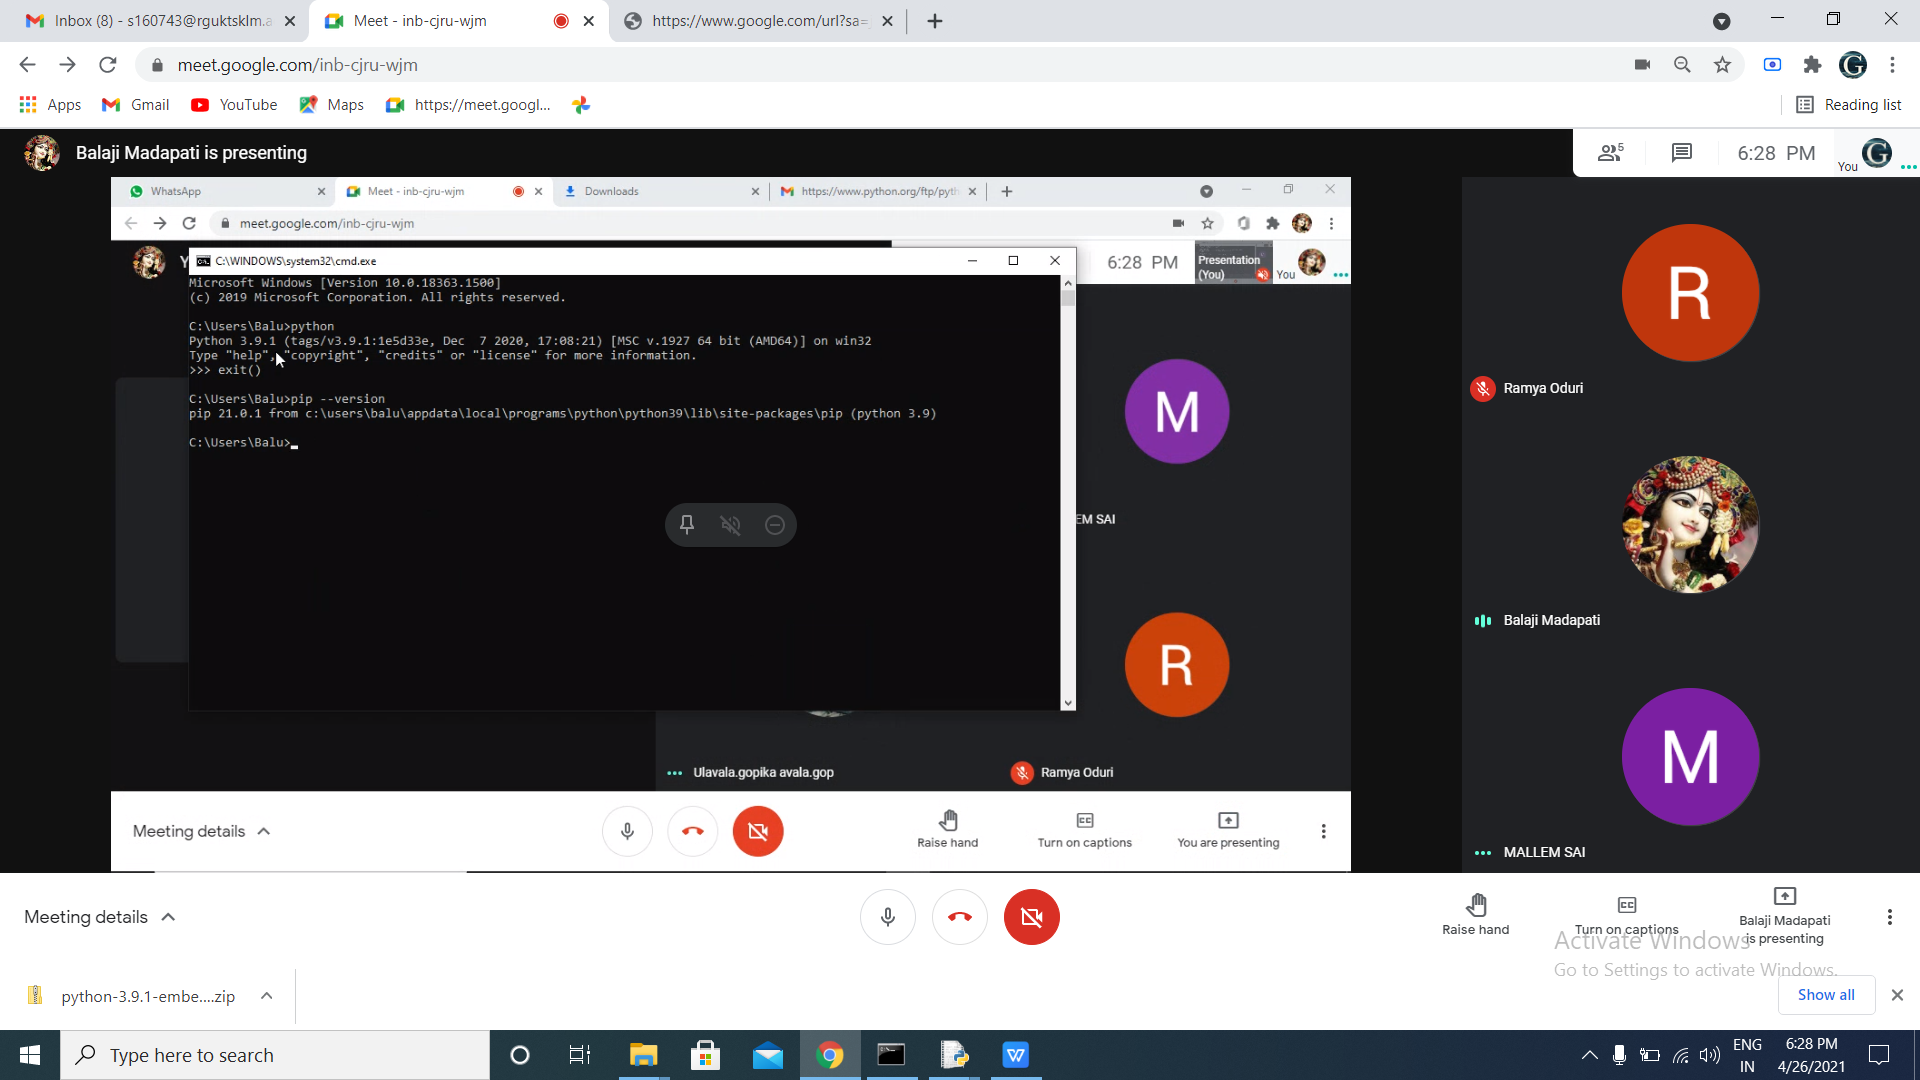 Inbox (8) - s160743@rguktsklm.a
Meet - inb-cjru-wjm
https://www.google.com/url?sa=
meet.google.com/inb-cjru-wjm
Apps
Gmail
YouTube
Maps
https://meet.googl...
Reading list
Balaji Madapati is presenting
5
6:28 PM
You
G
WhatsApp
Meet - inb-cjru-wjm
Downloads
https://www.python.org/ftp/pyth
meet.google.com/inb-cjru-wjm
Y
C:\WINDOWS\system32\cmd.exe
6:28 PM
Presentation
(You)
You
Microsoft Windows [Version 10.0.18363.1500]
(c) 2019 Microsoft Corporation. All rights reserved.
C:\Users\Balu>python
Python 3.9.1 (tags/v3.9.1:1e5d33e, Dec  7 2020, 17:08:21) [MSC v.1927 64 bit (AMD64)] on win32
Type "help", "copyright", "credits" or "license" for more information.
>>> exit()
C:\Users\Balu>pip --version
pip 21.0.1 from c:\users\balu\appdata\local\programs\python\python39\lib\site-packages\pip (python 3.9)
C:\Users\Balu>_
M
EM SAI
R
Ulavala.gopika avala.gop
Ramya Oduri
Meeting details
Raise hand
Turn on captions
You are presenting
R
Ramya Oduri
Balaji Madapati
M
MALLEM SAI
Meeting details
Raise hand
Turn on captions
Balaji Madapati
is presenting
Activate Windows
Go to Settings to activate Windows.
python-3.9.1-embe....zip
Show all
Type here to search
W
ENG
IN
6:28 PM
4/26/2021